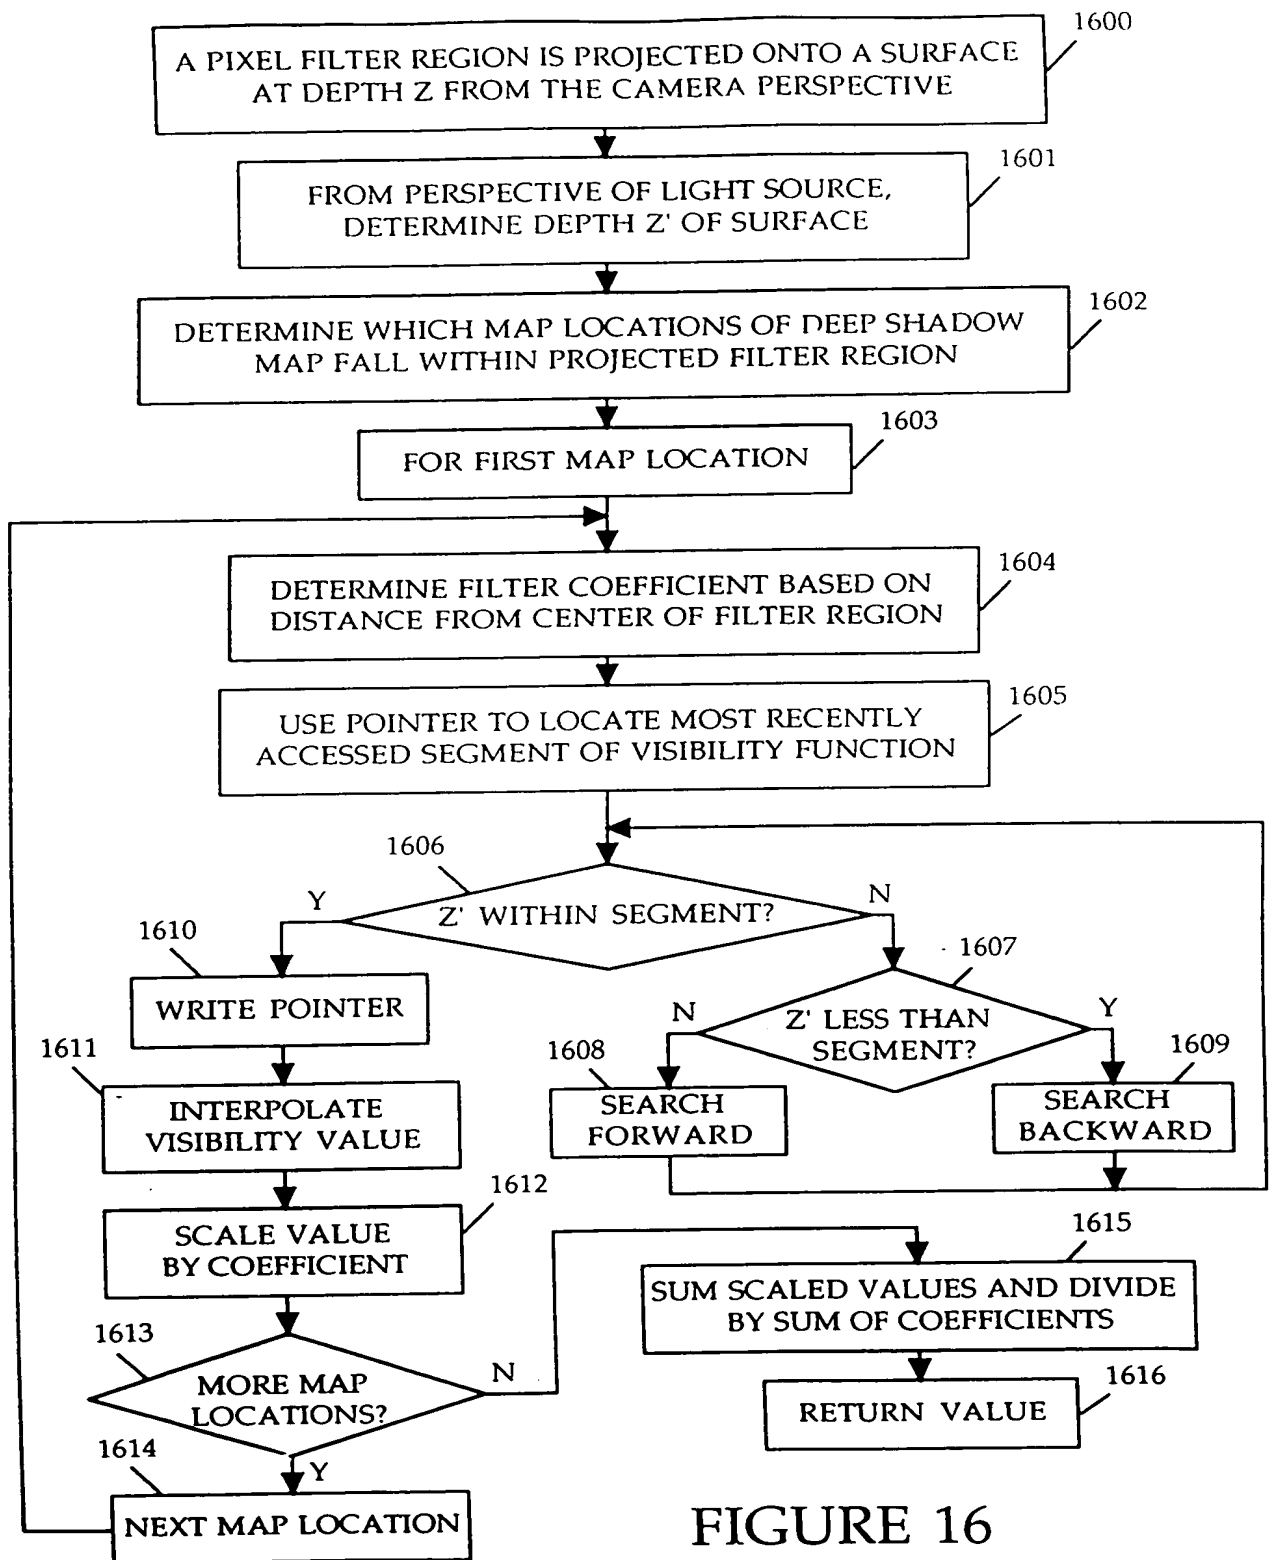 1600
A PIXEL FILTER REGION IS PROJECTED ONTO A SURFACE
AT DEPTH Z FROM THE CAMERA PERSPECTIVE
1601
FROM PERSPECTIVE OF LIGHT SOURCE,
DETERMINE DEPTH Z' OF SURFACE
1602
DETERMINE WHICH MAP LOCATIONS OF DEEP SHADOW
MAP FALL WITHIN PROJECTED FILTER REGION
1603
FOR FIRST MAP LOCATION
1604
DETERMINE FILTER COEFFICIENT BASED ON
DISTANCE FROM CENTER OF FILTER REGION
1605
USE POINTER TO LOCATE MOST RECENTLY
ACCESSED SEGMENT OF VISIBILITY FUNCTION
1606
Z' WITHIN SEGMENT?
Y
N
1607
Z' LESS THAN
SEGMENT?
N
Y
1608
SEARCH
FORWARD
1609
SEARCH
BACKWARD
1610
WRITE POINTER
1611
INTERPOLATE
VISIBILITY VALUE
1612
SCALE VALUE
BY COEFFICIENT
1613
MORE MAP
LOCATIONS?
N
Y
1614
NEXT MAP LOCATION
1615
SUM SCALED VALUES AND DIVIDE
BY SUM OF COEFFICIENTS
1616
RETURN VALUE
FIGURE 16